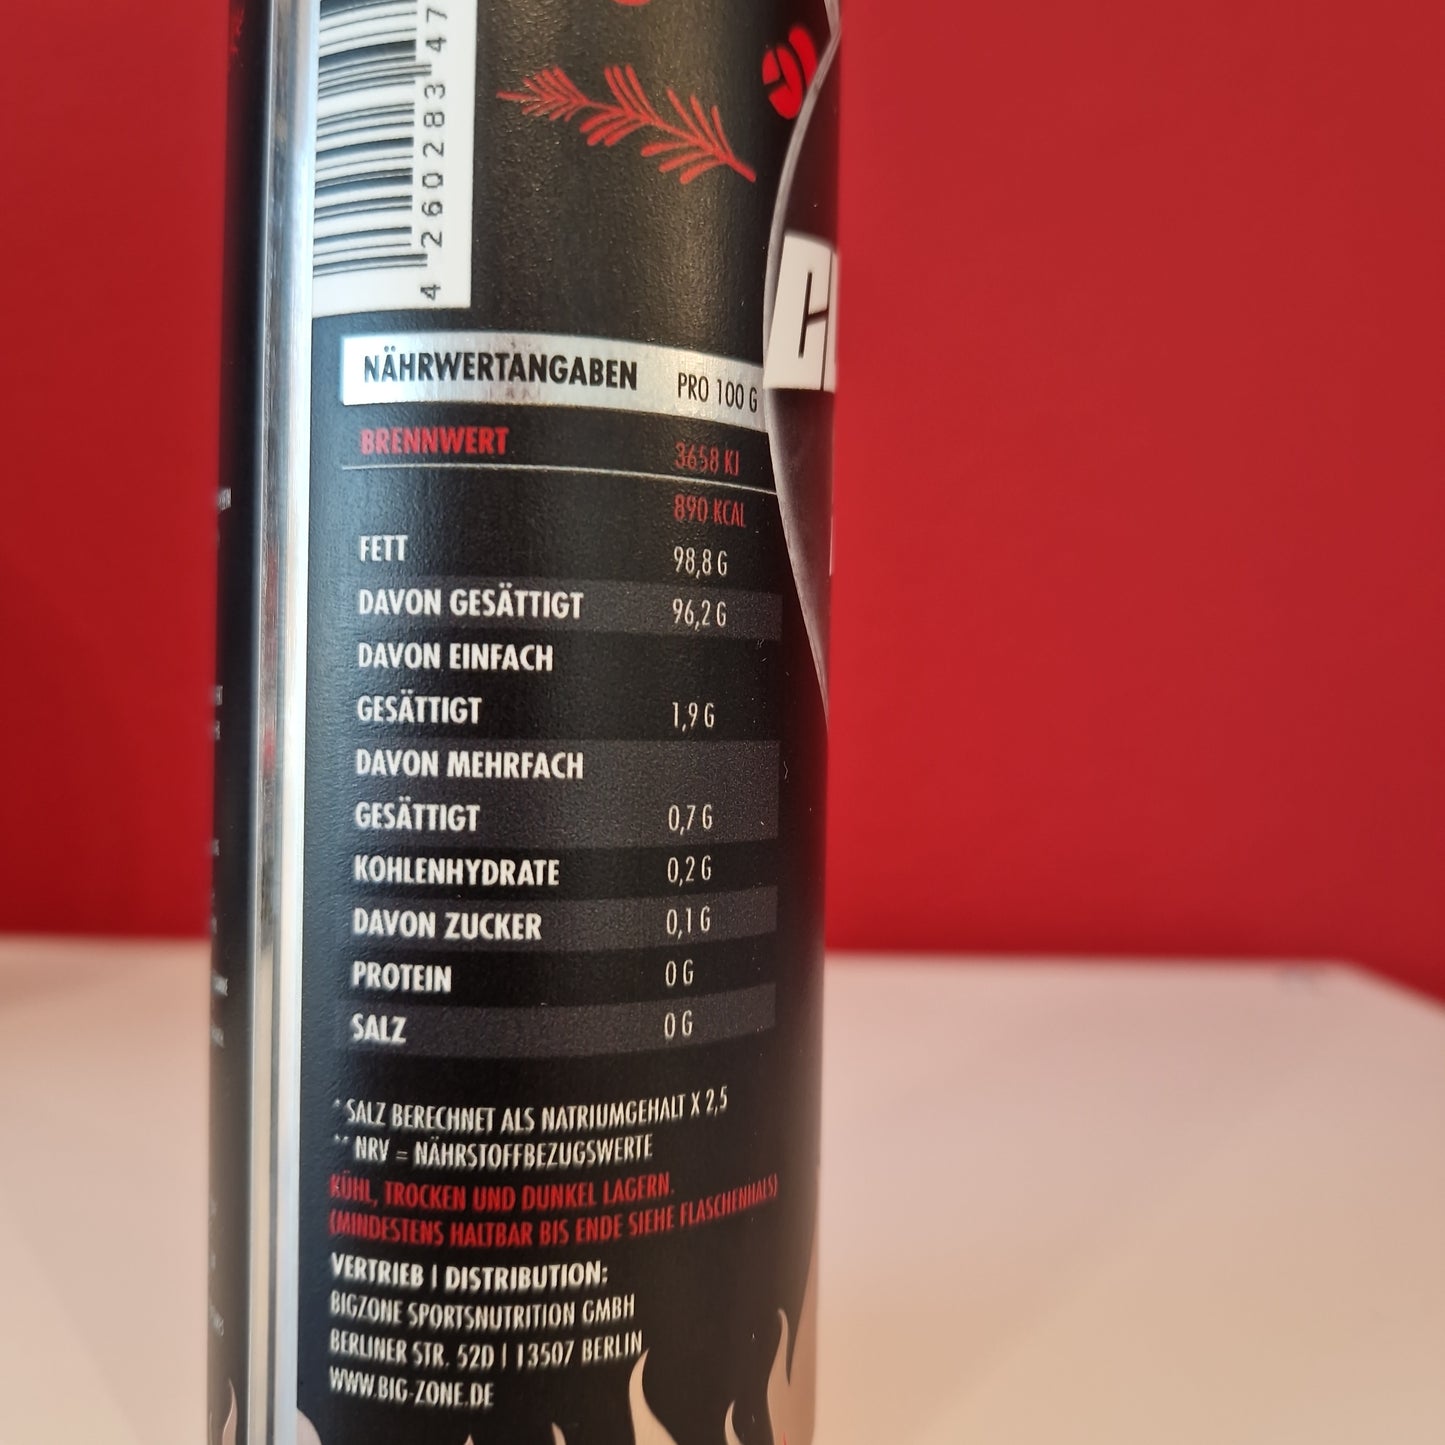 4 260283 47
NÄHRWERTANGABEN PRO 100 G
BRENNWERT 3658 KJ
890 KCAL
FETT 98,8 G
DAVON GESÄTTIGT 96,2 G
DAVON EINFACH
GESÄTTIGT 1,9 G
DAVON MEHRFACH
GESÄTTIGT 0,7 G
KOHLENHYDRATE 0,2 G
DAVON ZUCKER 0,1 G
PROTEIN 0 G
SALZ 0 G
* SALZ BERECHNET ALS NATRIUMGEHALT X 2,5
** NRV = NÄHRSTOFFBEZUGSWERTE
KÜHL, TROCKEN UND DUNKEL LAGERN.
(MINDESTENS HALTBAR BIS ENDE SIEHE FLASCHENHALS)
VERTRIEB | DISTRIBUTION:
BIGZONE SPORTSNUTRITION GMBH
BERLINER STR. 52D | 13507 BERLIN
WWW.BIG-ZONE.DE